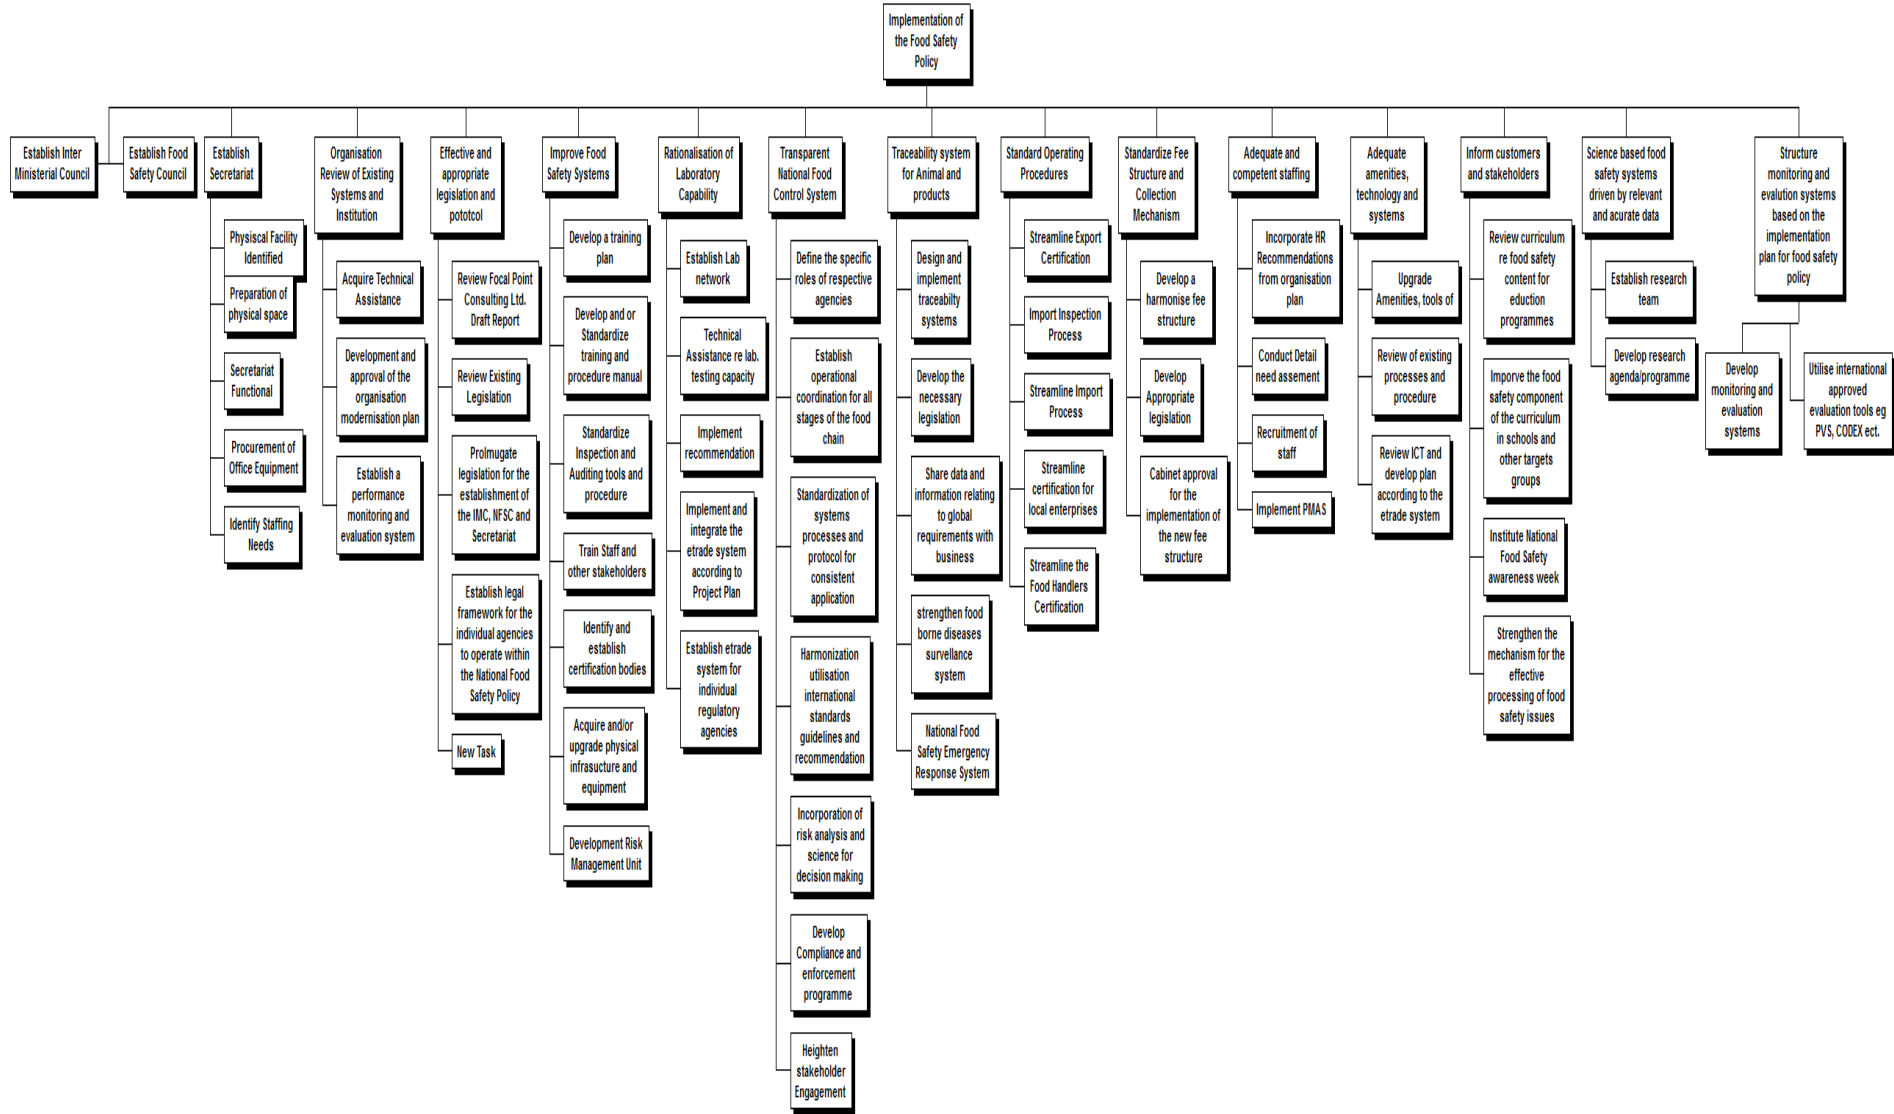 Implementation of
the Food Safety
Policy
Establish Inter
Ministerial Council
Establish Food
Safety Council
Establish
Secretariat
Physiscal Facility
Identified
Preparation of
physical space
Secretariat
Functional
Procurement of
Office Equipment
Identify Staffing
Needs
Organisation
Review of Existing
Systems and
Institution
Acquire Technical
Assistance
Development and
approval of the
organisation
modernisation plan
Establish a
performance
monitoring and
evaluation system
Effective and
appropriate
legislation and
pototcol
Review Focal Point
Consulting Ltd.
Draft Report
Review Existing
Legislation
Prolmugate
legislation for the
establishment of
the IMC, NFSC and
Secretariat
Establish legal
framework for the
individual agencies
to operate within
the National Food
Safety Policy
New Task
Improve Food
Safety Systems
Develop a training
plan
Develop and or
Standardize
training and
procedure manual
Standardize
Inspection and
Auditing tools and
procedure
Train Staff and
other stakeholders
Identify and
establish
certification bodies
Acquire and/or
upgrade physical
infrasucture and
equipment
Development Risk
Management Unit
Rationalisation of
Laboratory
Capability
Establish Lab
network
Technical
Assistance re lab.
testing capacity
Implement
recommendation
Implement and
integrate the
etrade system
according to
Project Plan
Establish etrade
system for
individual
regulatory
agencies
Transparent
National Food
Control System
Define the specific
roles of respective
agencies
Establish
operational
coordination for all
stages of the food
chain
Standardization of
systems
processes and
protocol for
consistent
application
Harmonization
utilisation
international
standards
guidelines and
recommendation
Incorporation of
risk analysis and
science for
decision making
Develop
Compliance and
enforcement
programme
Heighten
stakeholder
Engagement
Traceability system
for Animal and
products
Design and
implement
traceabilty
systems
Develop the
necessary
legislation
Share data and
information relating
to global
requirements with
business
strengthen food
borne diseases
survellance
system
National Food
Safety Emergency
Response System
Standard Operating
Procedures
Streamline Export
Certification
Import Inspection
Process
Streamline Import
Process
Streamline
certification for
local enterprises
Streamline the
Food Handlers
Certification
Standardize Fee
Structure and
Collection
Mechanism
Develop a
harmonise fee
structure
Develop
Appropriate
legislation
Cabinet approval
for the
implementation of
the new fee
structure
Adequate and
competent staffing
Incorporate HR
Recommendations
from organisation
plan
Conduct Detail
need assement
Recruitment of
staff
Implement PMAS
Adequate
amenities,
technology and
systems
Upgrade
Amenities, tools of
Review of existing
processes and
procedure
Review ICT and
develop plan
according to the
etrade system
Inform customers
and stakeholders
Review curriculum
re food safety
content for
eduction
programmes
Imporve the food
safety component
of the curriculum
in schools and
other targets
groups
Institute National
Food Safety
awareness week
Strengthen the
mechanism for the
effective
processing of food
safety issues
Science based food
safety systems
driven by relevant
and acurate data
Establish research
team
Develop research
agenda/programme
Structure
monitoring and
evalution systems
based on the
implementation
plan for food safety
policy
Develop
monitoring and
evaluation
systems
Utilise international
approved
evaluation tools eg
PVS, CODEX ect.